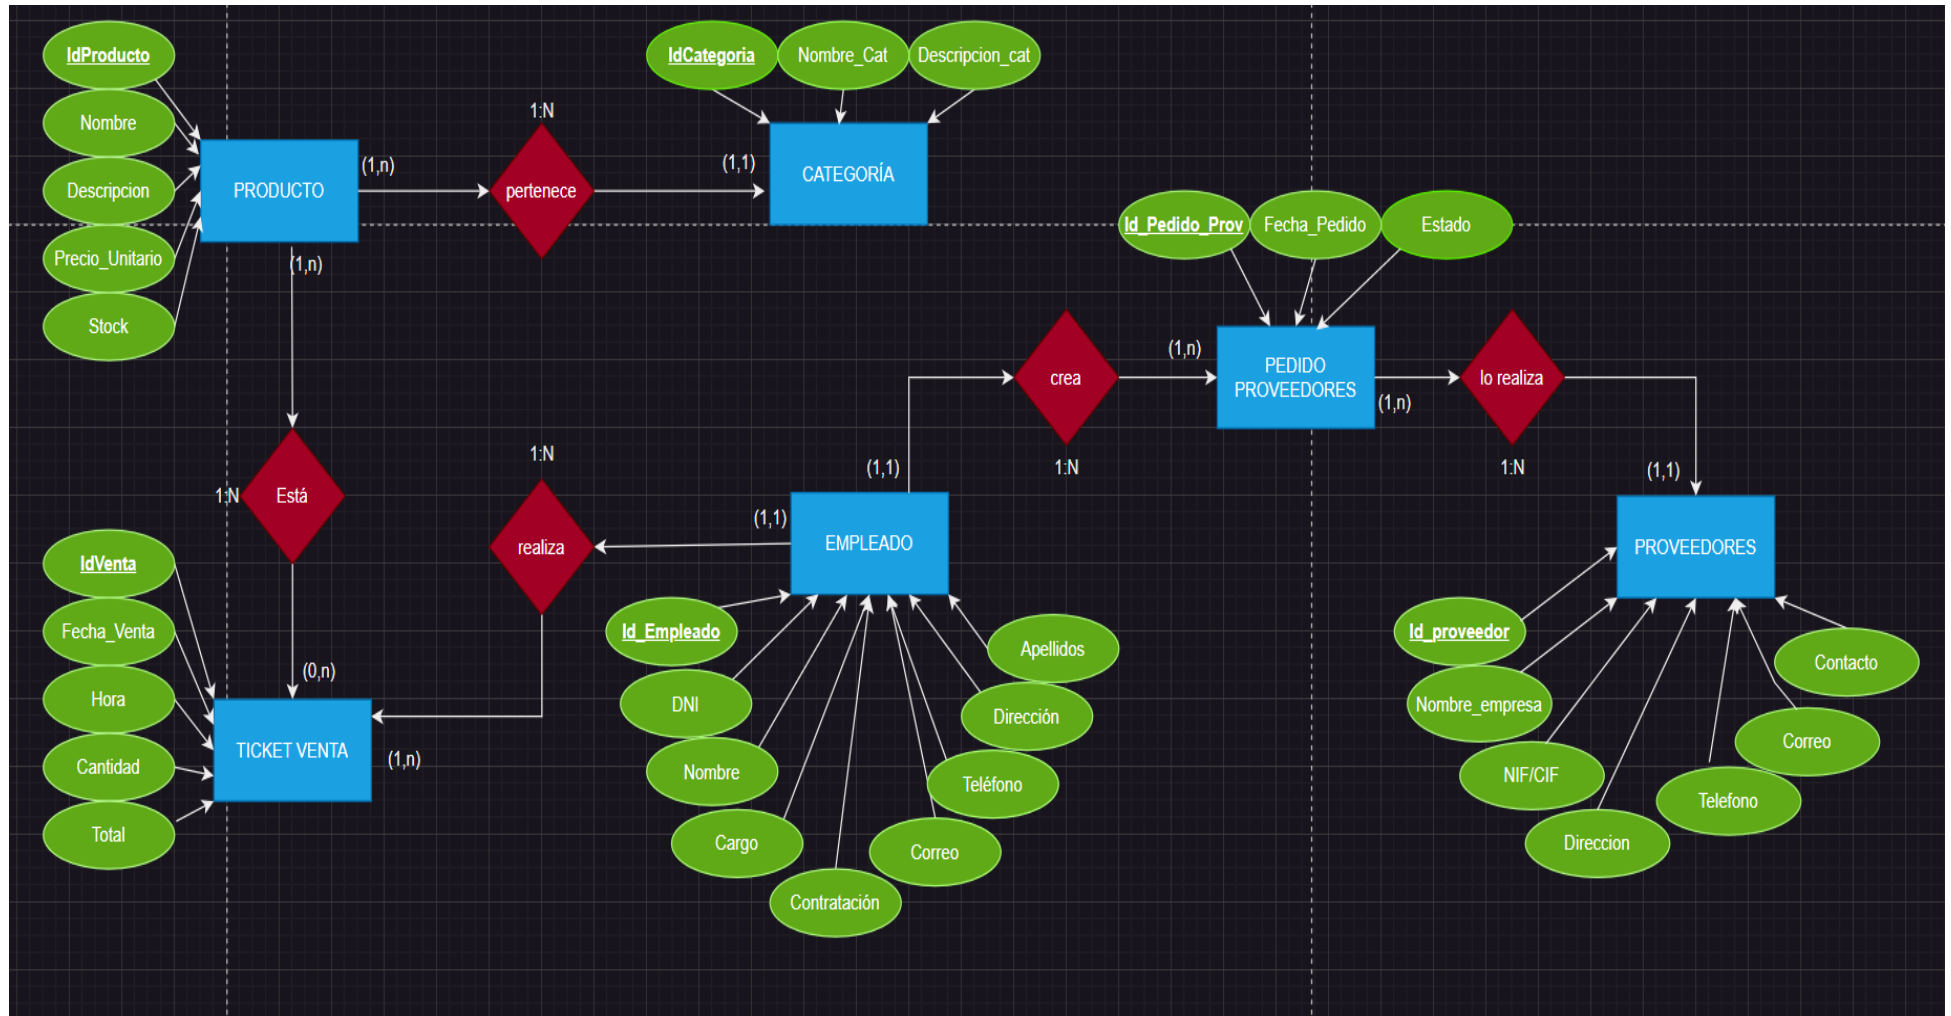 IdProducto
Nombre
Descripcion
Precio_Unitario
Stock
PRODUCTO
(1,n)
(1,n)
1:N
pertenece
(1,1)
IdCategoria
Nombre_Cat
Descripcion_cat
CATEGORÍA
Id_Pedido_Prov
Fecha_Pedido
Estado
crea
1:N
(1,n)
PEDIDO
PROVEEDORES
(1,n)
lo realiza
1:N
(1,1)
PROVEEDORES
Id_proveedor
Nombre_empresa
NIF/CIF
Direccion
Telefono
Correo
Contacto
1:N
Está
(0,n)
IdVenta
Fecha_Venta
Hora
Cantidad
Total
TICKET VENTA
(1,n)
1:N
realiza
(1,1)
(1,1)
EMPLEADO
Id_Empleado
DNI
Nombre
Cargo
Contratación
Correo
Teléfono
Dirección
Apellidos